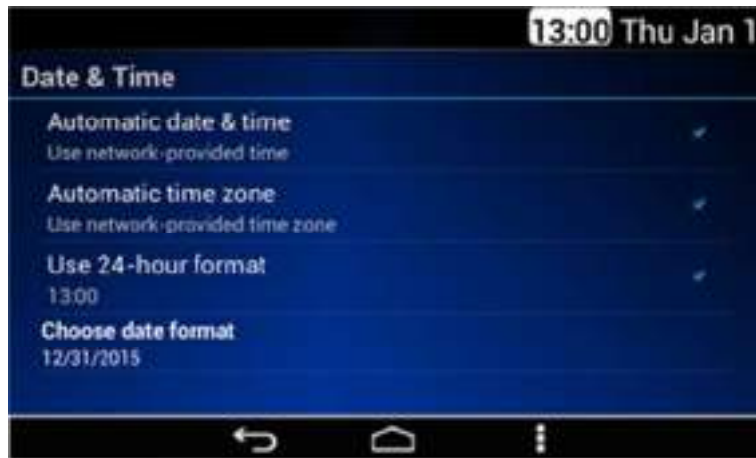 13:00 Thu Jan 1
Date & Time
Automatic date & time
Use network-provided time
Automatic time zone
Use network-provided time zone
Use 24-hour format
13:00
Choose date format
12/31/2015